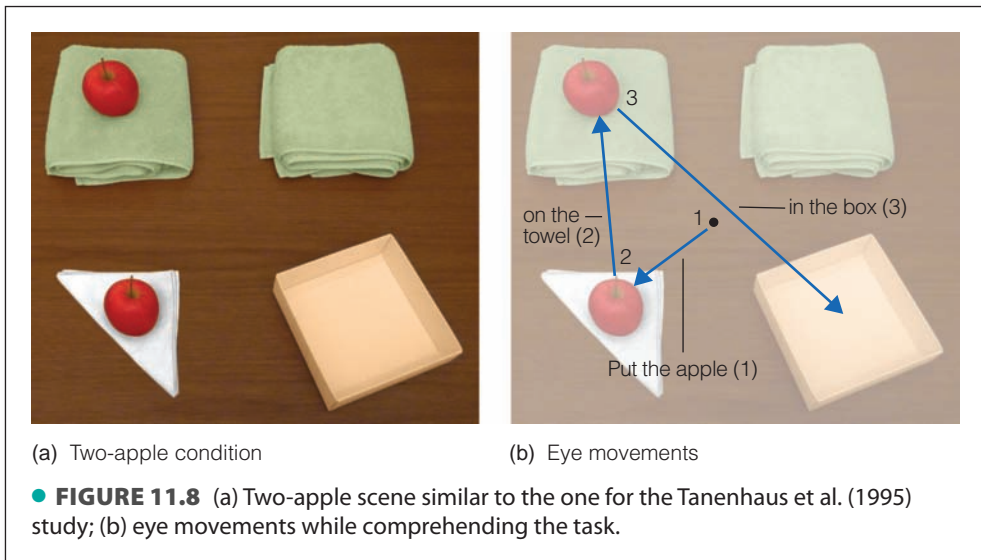 3
on the
towel (2)
1
in the box (3)
2
Put the apple (1)
(a) Two-apple condition
(b) Eye movements
● FIGURE 11.8 (a) Two-apple scene similar to the one for the Tanenhaus et al. (1995)
study; (b) eye movements while comprehending the task.